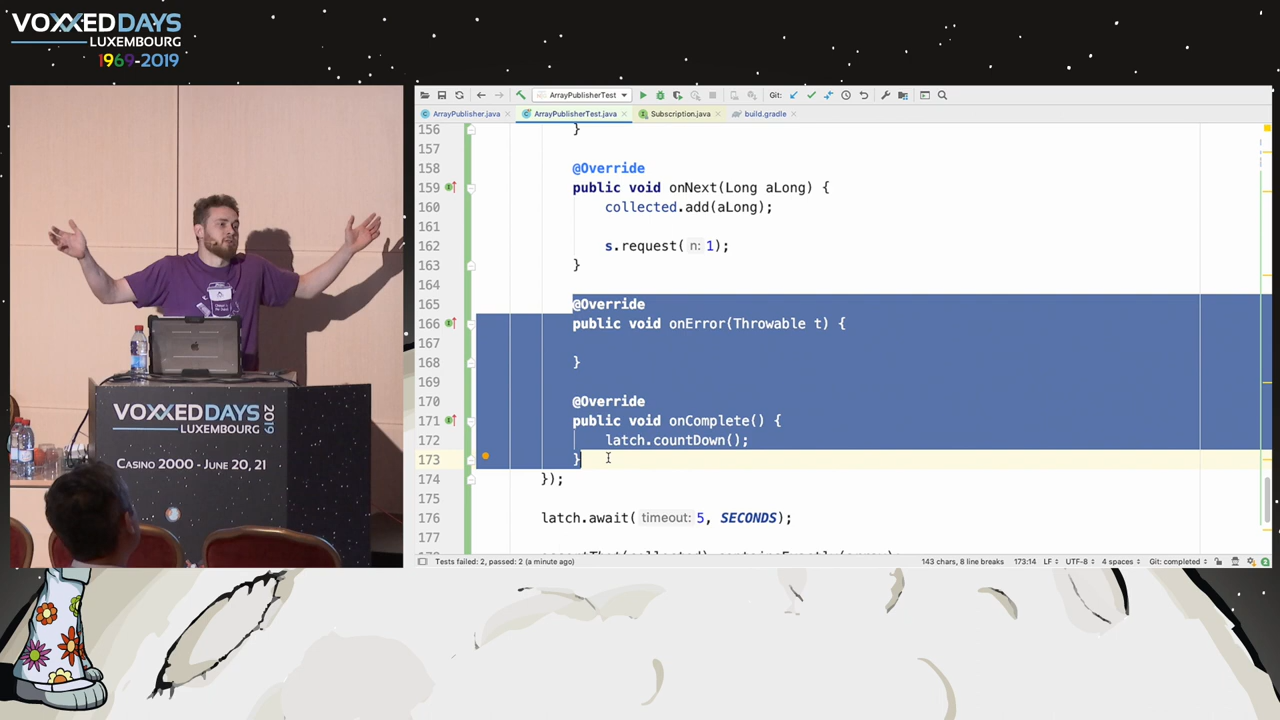 VOXXED DAYS
LUXEMBOURG
1969-2019
ArrayPublisherTest
Git:
ArrayPublisher.java
ArrayPublisherTest.java
Subscription.java
build.gradle
156 }
157
158 @Override
159 public void onNext(Long aLong) {
160 collected.add(aLong);
161
162 s.request( n: 1);
163 }
164
165 @Override
166 public void onError(Throwable t) {
167
168 }
169
170 @Override
171 public void onComplete() {
172 latch.countDown();
173 }
174 });
175
176 latch.await( timeout: 5, SECONDS);
177
Tests failed: 2, passed: 2 (a minute ago)
143 chars, 8 line breaks
173:14
LF
UTF-8
4 spaces
Git: completed
VOXXED DAYS
LUXEMBOURG
2019
CASINO 2000 - JUNE 20, 21